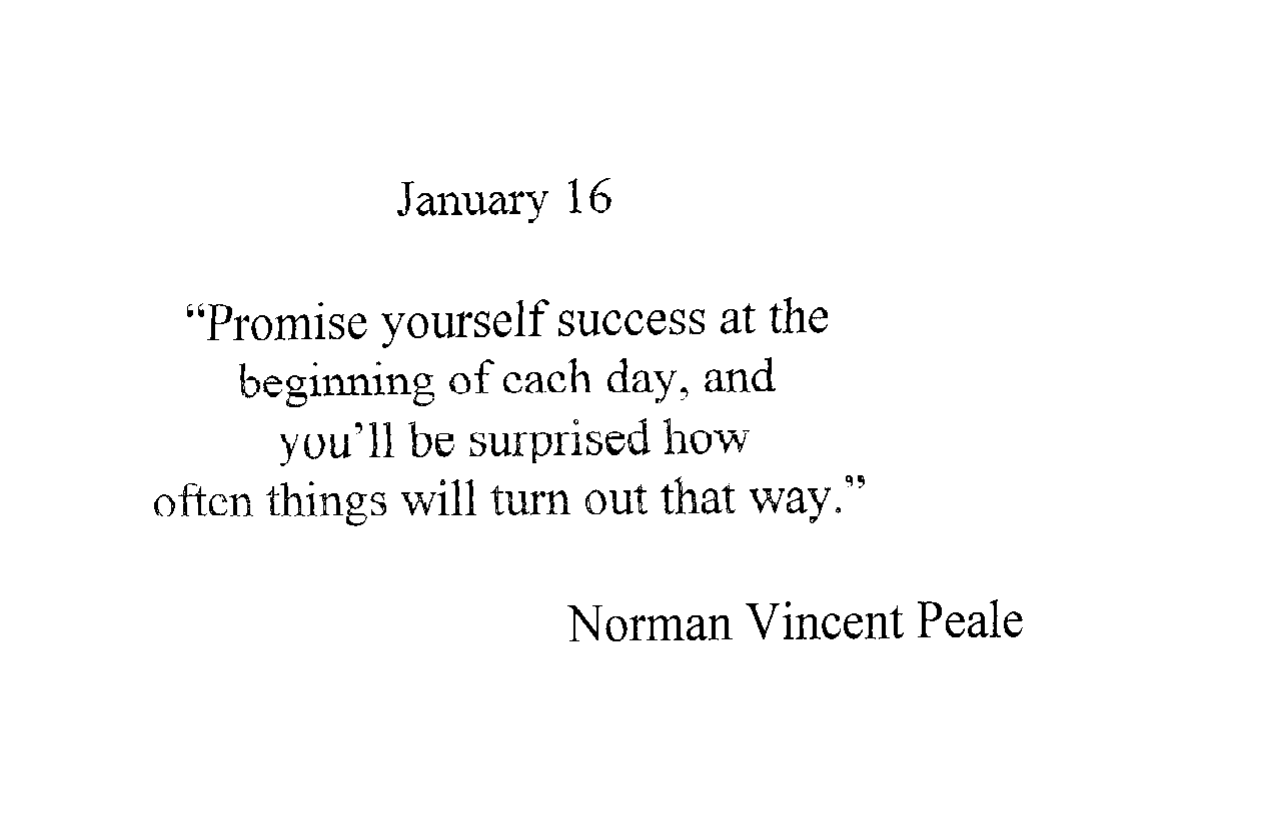 January 16
“Promise yourself success at the
beginning of each day, and
you’ll be surprised how
often things will turn out that way.”
Norman Vincent Peale